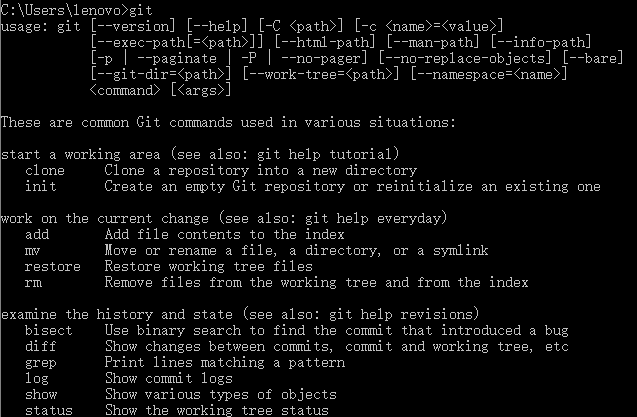 C:\Users\lenovo>git
usage: git [--version] [--help] [-C <path>] [-c <name>=<value>]
           [--exec-path[=<path>]] [--html-path] [--man-path] [--info-path]
           [-p | --paginate | -P | --no-pager] [--no-replace-objects] [--bare]
           [--git-dir=<path>] [--work-tree=<path>] [--namespace=<name>]
           <command> [<args>]

These are common Git commands used in various situations:

start a working area (see also: git help tutorial)
   clone     Clone a repository into a new directory
   init      Create an empty Git repository or reinitialize an existing one

work on the current change (see also: git help everyday)
   add       Add file contents to the index
   mv        Move or rename a file, a directory, or a symlink
   restore   Restore working tree files
   rm        Remove files from the working tree and from the index

examine the history and state (see also: git help revisions)
   bisect    Use binary search to find the commit that introduced a bug
   diff      Show changes between commits, commit and working tree, etc
   grep      Print lines matching a pattern
   log       Show commit logs
   show      Show various types of objects
   status    Show the working tree status